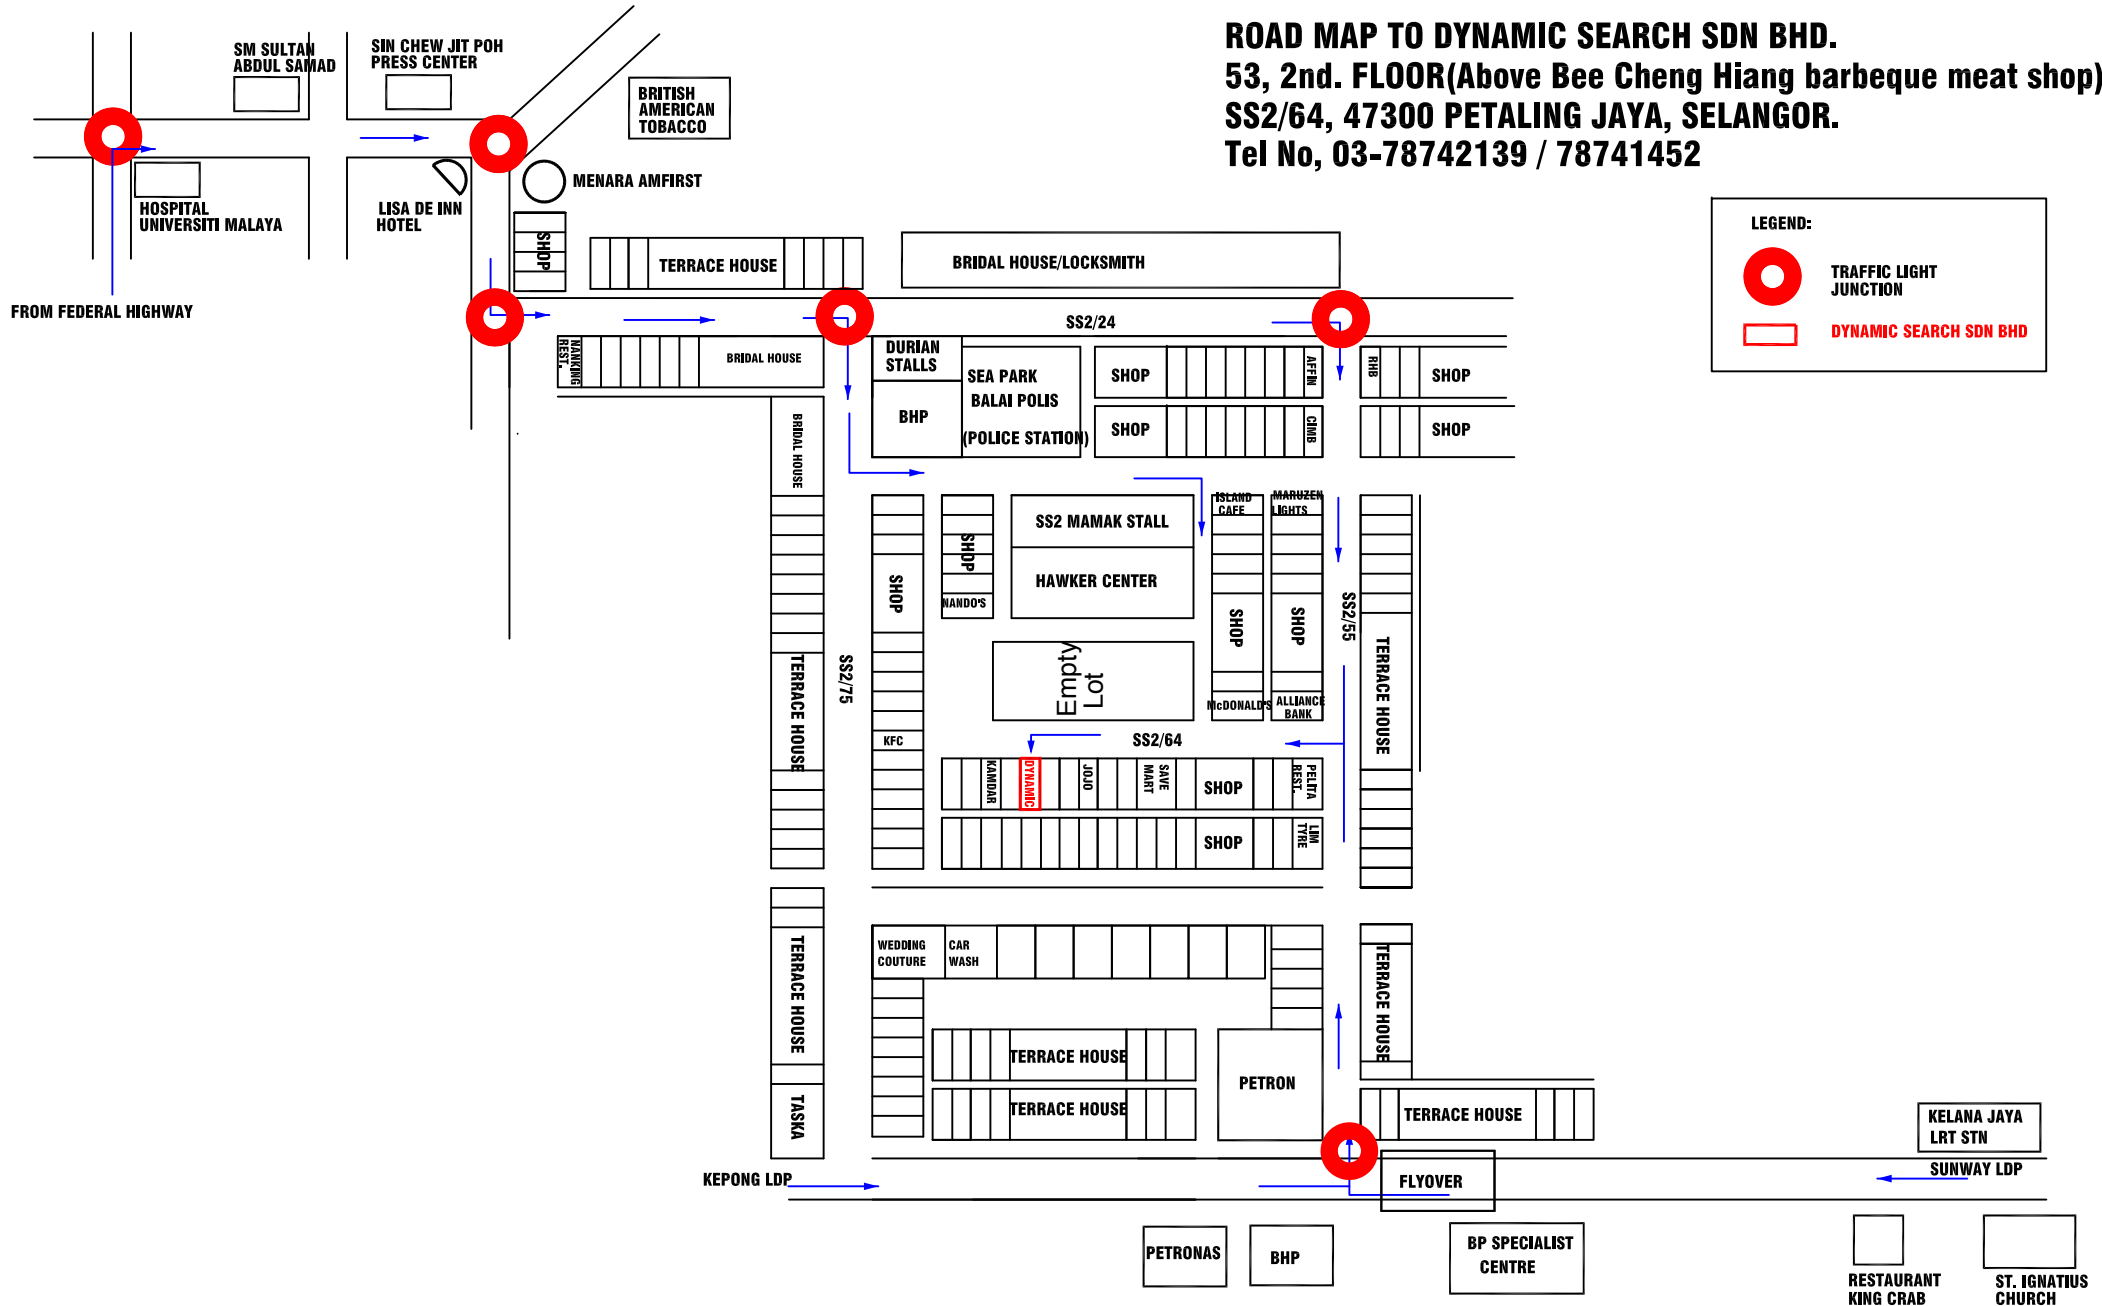 ROAD MAP TO DYNAMIC SEARCH SDN BHD.
53, 2nd. FLOOR(Above Bee Cheng Hiang barbeque meat shop)
SS2/64, 47300 PETALING JAYA, SELANGOR.
Tel No, 03-78742139 / 78741452
SM SULTAN
ABDUL SAMAD
SIN CHEW JIT POH
PRESS CENTER
BRITISH
AMERICAN
TOBACCO
MENARA AMFIRST
HOSPITAL
UNIVERSITI MALAYA
LISA DE INN
HOTEL
FROM FEDERAL HIGHWAY
LEGEND:
TRAFFIC LIGHT
JUNCTION
DYNAMIC SEARCH SDN BHD
SHOP
TERRACE HOUSE
BRIDAL HOUSE/LOCKSMITH
SS2/24
NANKING
REST.
BRIDAL HOUSE
DURIAN
STALLS
BHP
SEA PARK
BALAI POLIS
(POLICE STATION)
SHOP
AFFIN
RHB
SHOP
SHOP
CIMB
SHOP
BRIDAL HOUSE
TERRACE HOUSE
SS2/75
SHOP
KFC
SHOP
NANDO'S
SS2 MAMAK STALL
HAWKER CENTER
Empty
Lot
ISLAND
CAFE
SHOP
McDONALD'S
MARUZEN
LIGHTS
SHOP
ALLIANCE
BANK
SS2/55
TERRACE HOUSE
SS2/64
KAMDAR
DYNAMIC
JOJO
SAVE
MART
SHOP
PELITA
REST.
SHOP
LIM
TYRE
TERRACE HOUSE
TASKA
WEDDING
COUTURE
CAR
WASH
TERRACE HOUSE
TERRACE HOUSE
PETRON
TERRACE HOUSE
TERRACE HOUSE
KELANA JAYA
LRT STN
SUNWAY LDP
KEPONG LDP
FLYOVER
PETRONAS
BHP
BP SPECIALIST
CENTRE
RESTAURANT
KING CRAB
ST. IGNATIUS
CHURCH